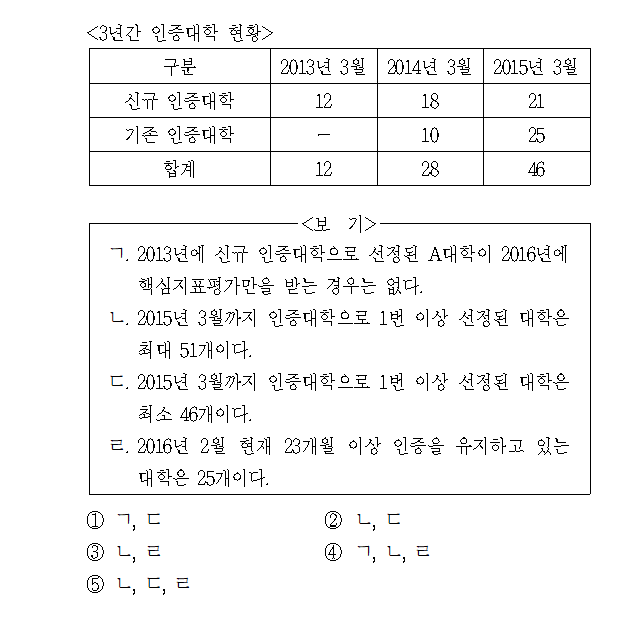 <3년간 인증대학 현황>
구분 2013년 3월 2014년 3월 2015년 3월
신규 인증대학 12 18 21
기존 인증대학 － 10 25
합계 12 28 46
<보 기>
ㄱ. 2013년에 신규 인증대학으로 선정된 A대학이 2016년에
핵심지표평가만을 받는 경우는 없다.
ㄴ. 2015년 3월까지 인증대학으로 1번 이상 선정된 대학은
최대 51개이다.
ㄷ. 2015년 3월까지 인증대학으로 1번 이상 선정된 대학은
최소 46개이다.
ㄹ. 2016년 2월 현재 23개월 이상 인증을 유지하고 있는
대학은 25개이다.
① ㄱ, ㄷ ② ㄴ, ㄷ
③ ㄴ, ㄹ ④ ㄱ, ㄴ, ㄹ
⑤ ㄴ, ㄷ, ㄹ